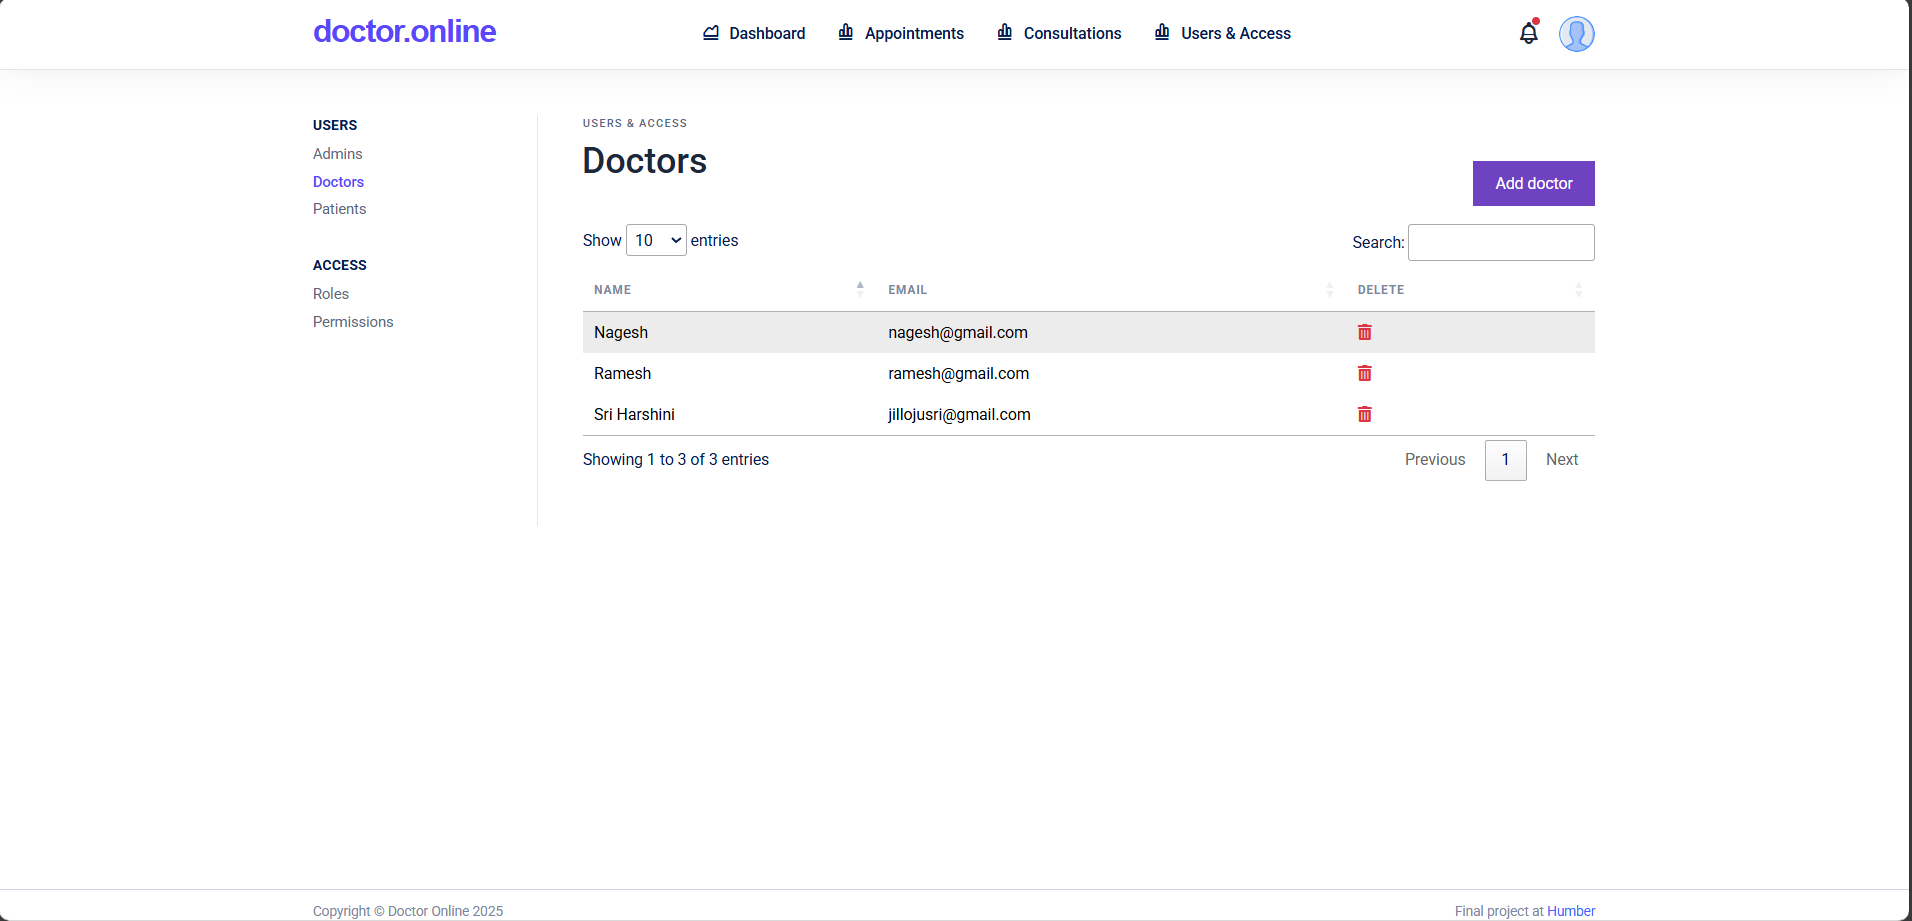 doctor.online
Dashboard Appointments Consultations Users & Access
USERS
Admins
Doctors
Patients
ACCESS
Roles
Permissions
USERS & ACCESS
Doctors
Add doctor
Show 10 entries
Search:
NAME EMAIL DELETE
Nagesh nagesh@gmail.com
Ramesh ramesh@gmail.com
Sri Harshini jillojusri@gmail.com
Showing 1 to 3 of 3 entries
Previous 1 Next
Copyright © Doctor Online 2025
Final project at Humber